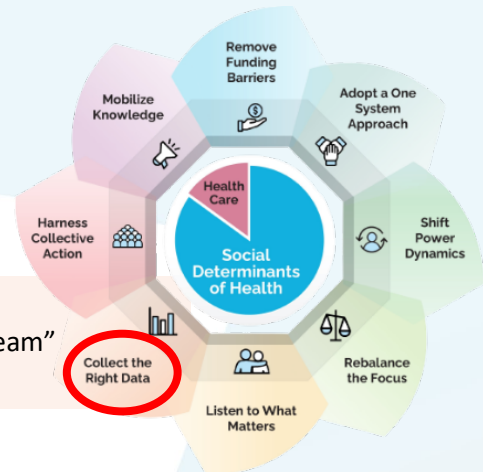 Remove
Funding
Barriers
Adopt a One
System
Approach
Shift
Power
Dynamics
Rebalance
the Focus
Listen to What
Matters
Collect the
Right Data
Harness
Collective
Action
Mobilize
Knowledge
Health
Care
Social
Determinants
of Health
eam”